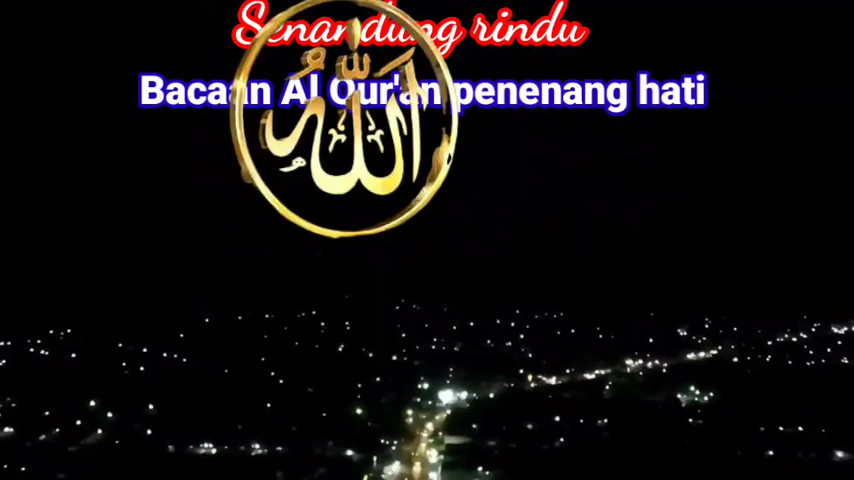 Senandung rindu
Bacaan Al Qur'an penenang hati
الله